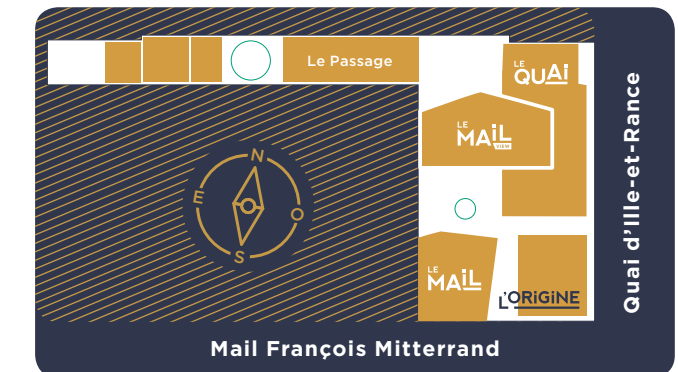 Le Passage
LE
QUAi
LE
MAiL
VIEW
N
E
O
S
LE
MAiL
L'ORiGiNE
Quai d'Ille-et-Rance
Mail François Mitterrand